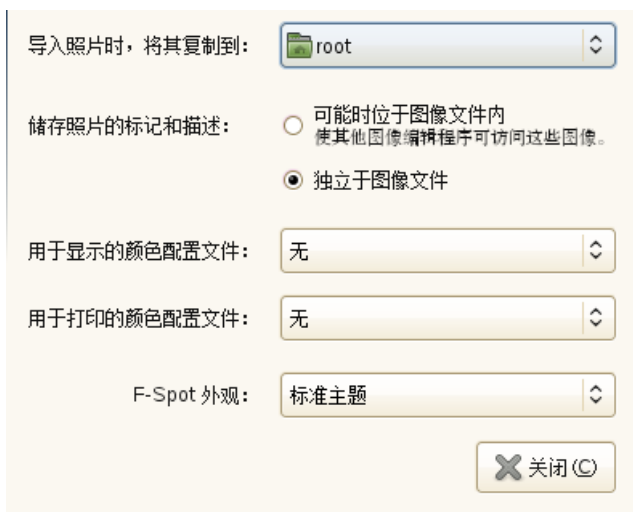 导入照片时，将其复制到： root
储存照片的标记和描述： 可能时位于图像文件内
使其他图像编辑程序可访问这些图像。
独立于图像文件
用于显示的颜色配置文件： 无
用于打印的颜色配置文件： 无
F-Spot 外观： 标准主题
关闭(C)